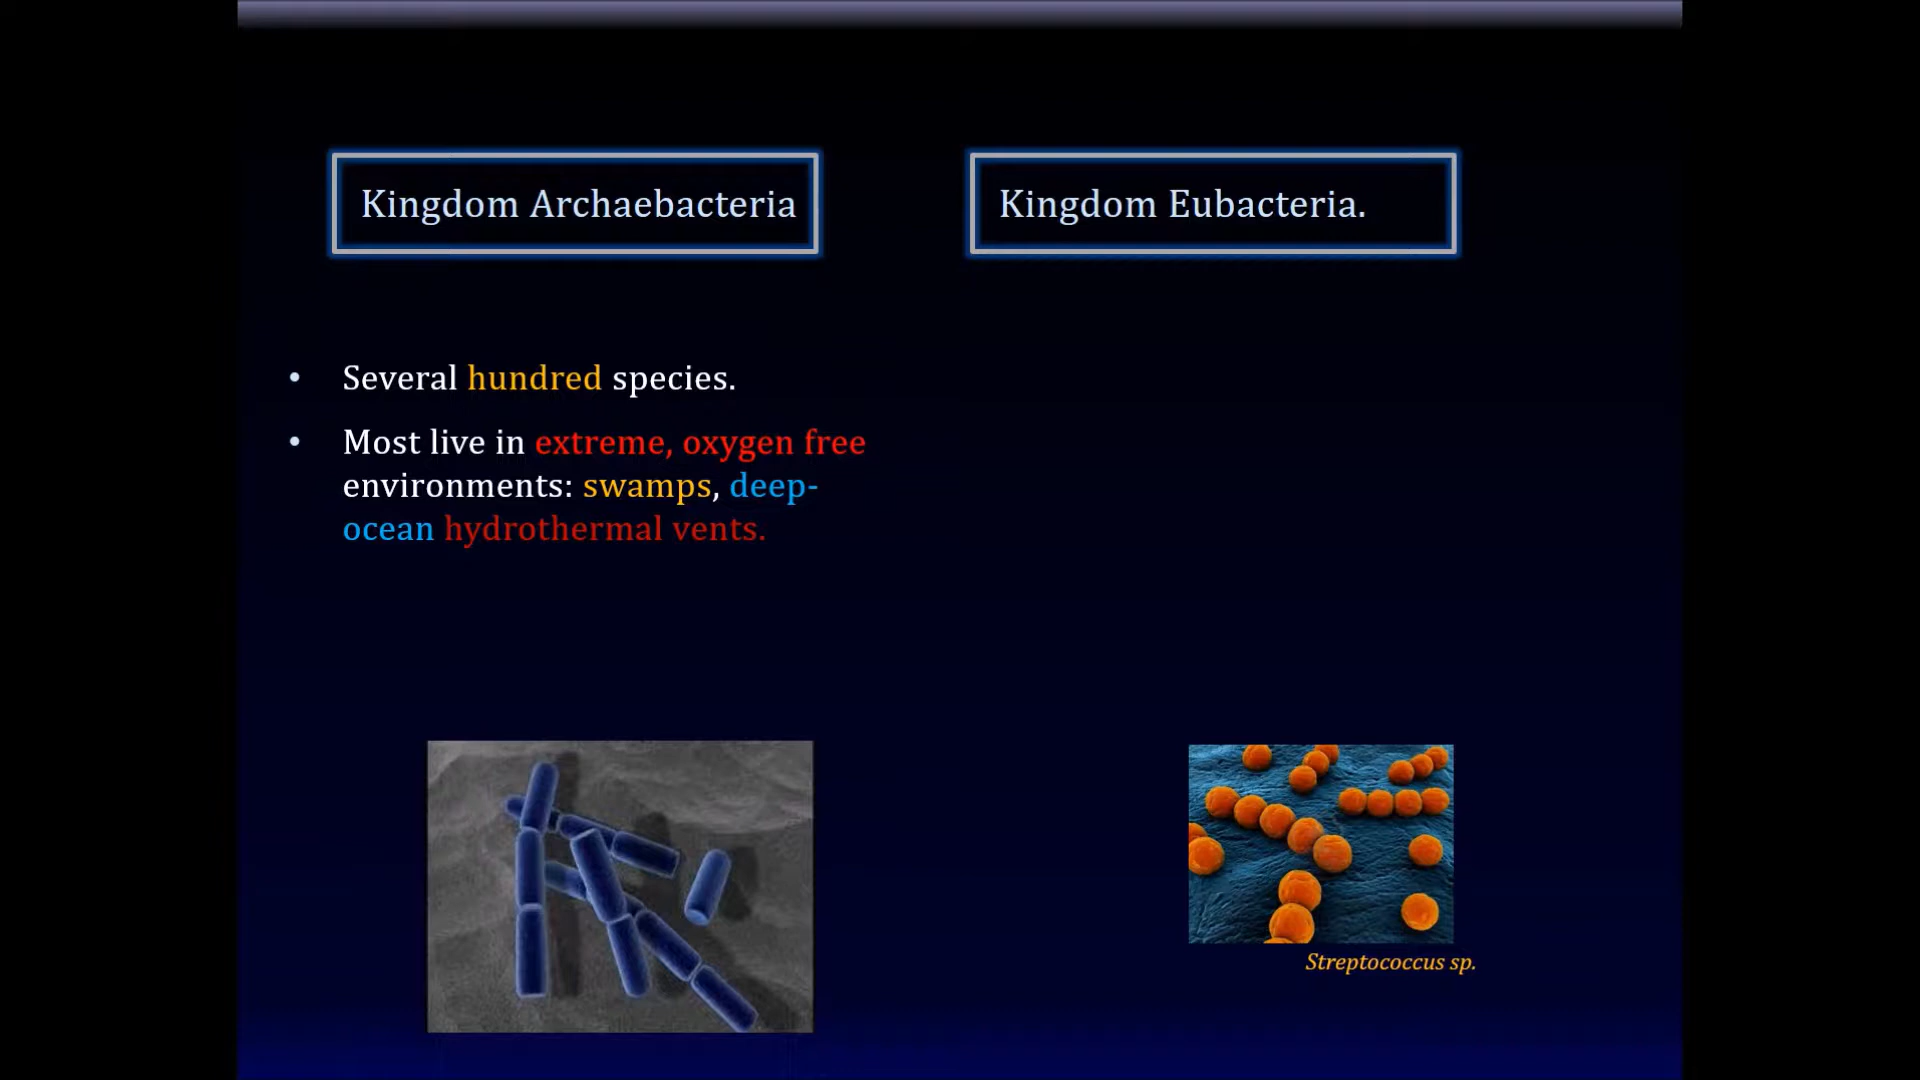 Kingdom Archaebacteria
Kingdom Eubacteria.
• Several hundred species.
• Most live in extreme, oxygen free
environments: swamps, deep-
ocean hydrothermal vents.
Streptococcus sp.